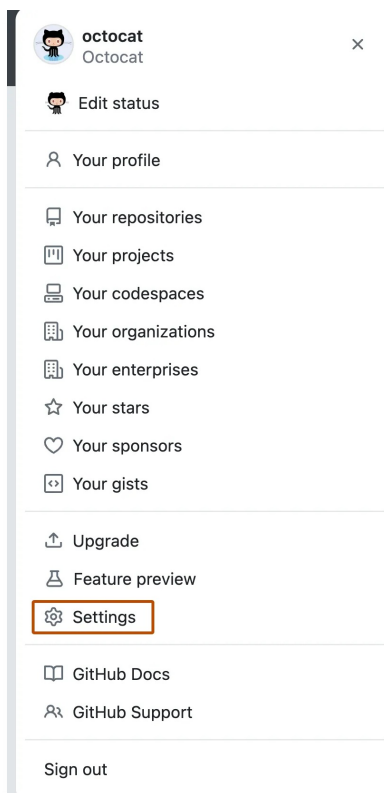 octocat
Octocat
Edit status
Your profile
Your repositories
Your projects
Your codespaces
Your organizations
Your enterprises
Your stars
Your sponsors
Your gists
Upgrade
Feature preview
Settings
GitHub Docs
GitHub Support
Sign out